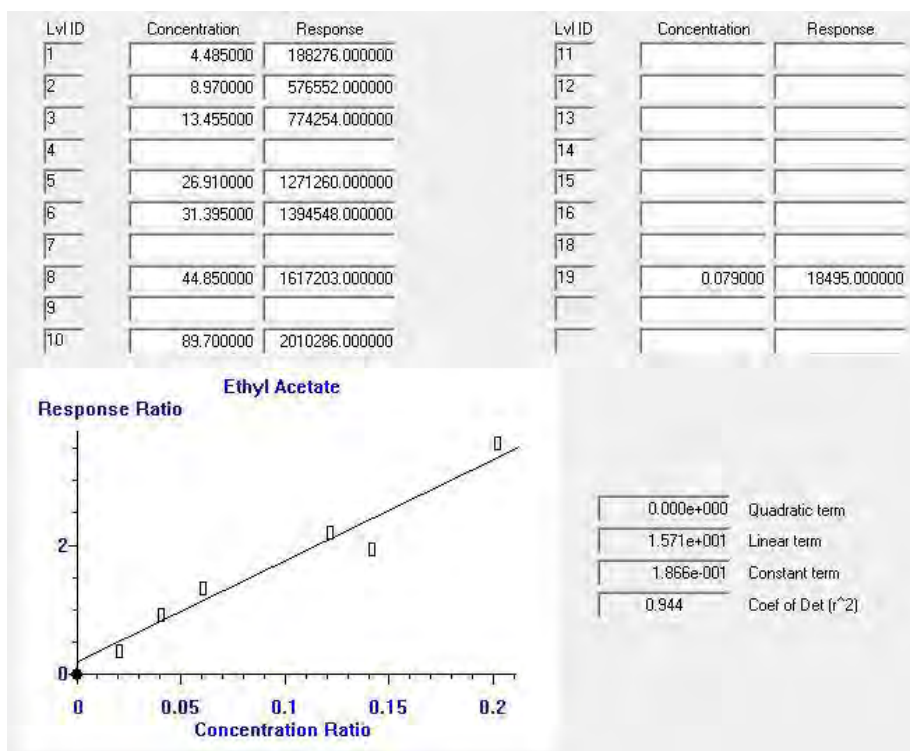 Lvl ID Concentration Response Lvl ID Concentration Response
1 4.485000 188276.000000 11
2 8.970000 576552.000000 12
3 13.455000 774254.000000 13
4 14
5 26.910000 1271260.000000 15
6 31.395000 1394548.000000 16
7 18
8 44.850000 1617203.000000 19 0.079000 18495.000000
9
10 89.700000 2010286.000000
Ethyl Acetate
Response Ratio
0.000e+000 Quadratic term
2 1.571e+001 Linear term
1.866e-001 Constant term
0.944 Coef of Det (r^2)
0
0 0.05 0.1 0.15 0.2
Concentration Ratio